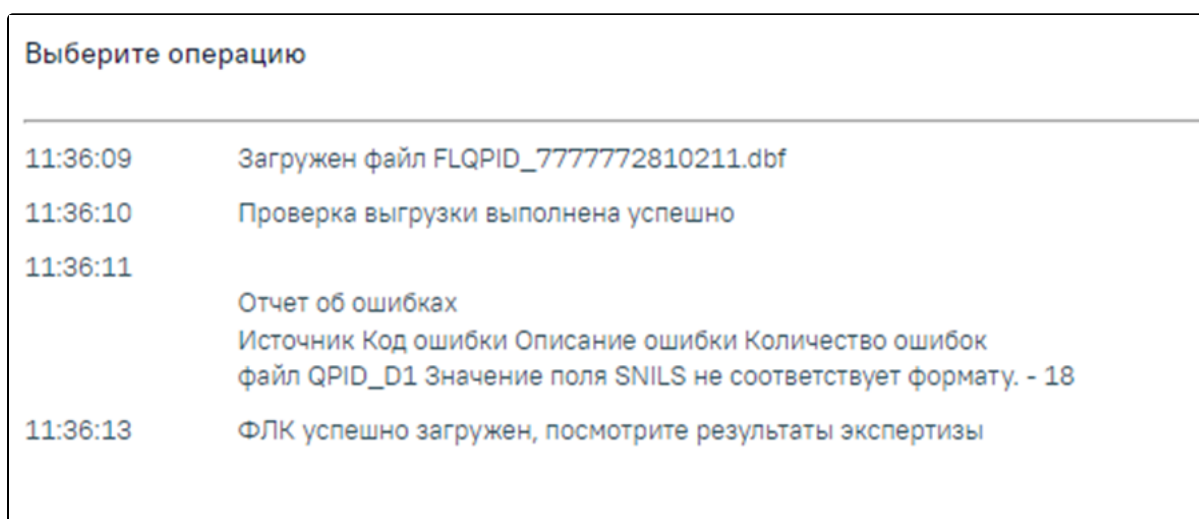 Выберите операцию
11:36:09 Загружен файл FLQPID_7777772810211.dbf
11:36:10 Проверка выгрузки выполнена успешно
11:36:11
Отчет об ошибках
Источник Код ошибки Описание ошибки Количество ошибок
файл QPID_D1 Значение поля SNILS не соответствует формату. - 18
11:36:13 ФЛК успешно загружен, посмотрите результаты экспертизы